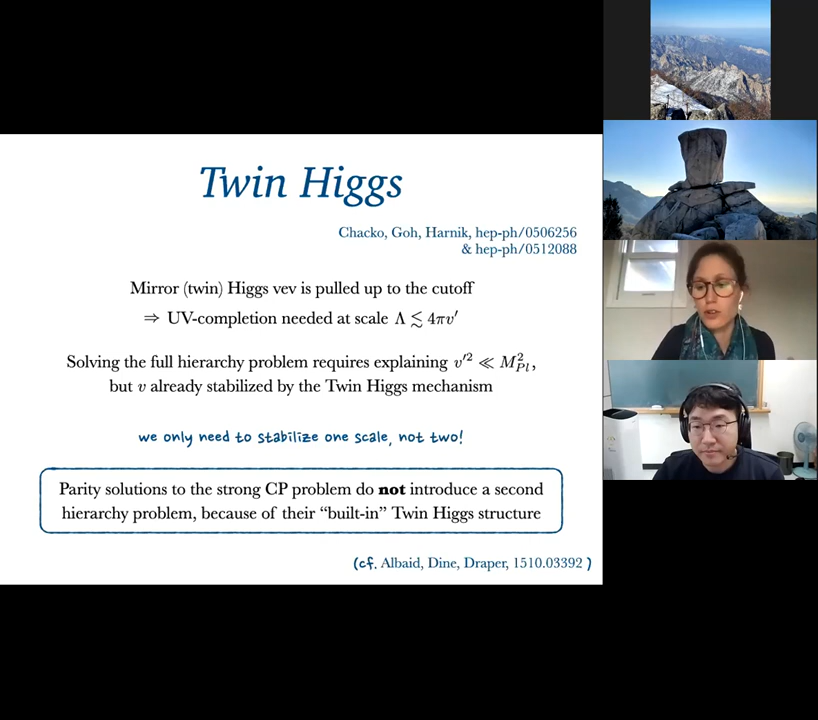 Twin Higgs
Chacko, Goh, Harnik, hep-ph/0506256
& hep-ph/0512088
Mirror (twin) Higgs vev is pulled up to the cutoff
⇒ UV-completion needed at scale Λ ≲ 4πv′
Solving the full hierarchy problem requires explaining v′² ≪ M²_Pl,
but v already stabilized by the Twin Higgs mechanism
we only need to stabilize one scale, not two!
Parity solutions to the strong CP problem do not introduce a second
hierarchy problem, because of their “built-in” Twin Higgs structure
(cf. Albaid, Dine, Draper, 1510.03392 )